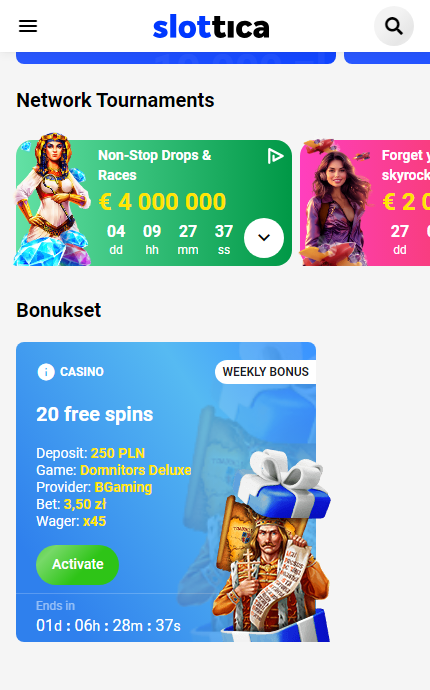 slottica
Network Tournaments
Non-Stop Drops &
Races
€ 4 000 000
04 09 27 37
dd hh mm ss
Forget y
skyrock
€ 2 0
27
dd
Bonukset
CASINO
WEEKLY BONUS
20 free spins
Deposit: 250 PLN
Game: Domnitors Deluxe
Provider: BGaming
Bet: 3,50 zł
Wager: x45
Activate
Ends in
01d : 06h : 28m : 37s